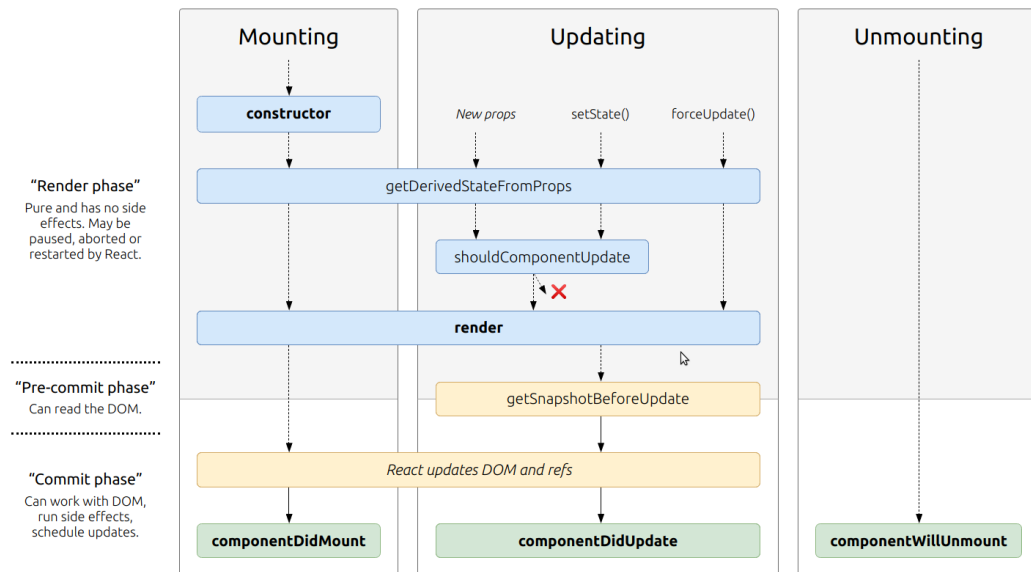 Mounting
Updating
Unmounting
constructor
New props
setState()
forceUpdate()
getDerivedStateFromProps
“Render phase”
Pure and has no side
effects. May be
paused, aborted or
restarted by React.
shouldComponentUpdate
render
“Pre-commit phase”
Can read the DOM.
getSnapshotBeforeUpdate
React updates DOM and refs
“Commit phase”
Can work with DOM,
run side effects,
schedule updates.
componentDidMount
componentDidUpdate
componentWillUnmount